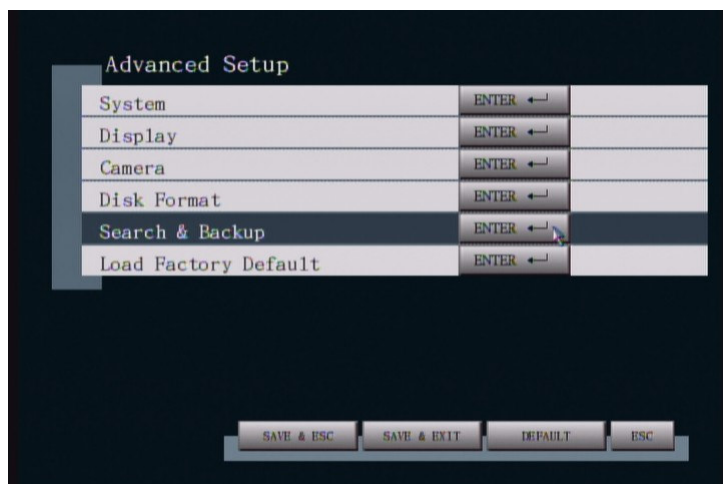 Advanced Setup
System ENTER
Display ENTER
Camera ENTER
Disk Format ENTER
Search & Backup ENTER
Load Factory Default ENTER
SAVE & ESC SAVE & EXIT DEFAULT ESC